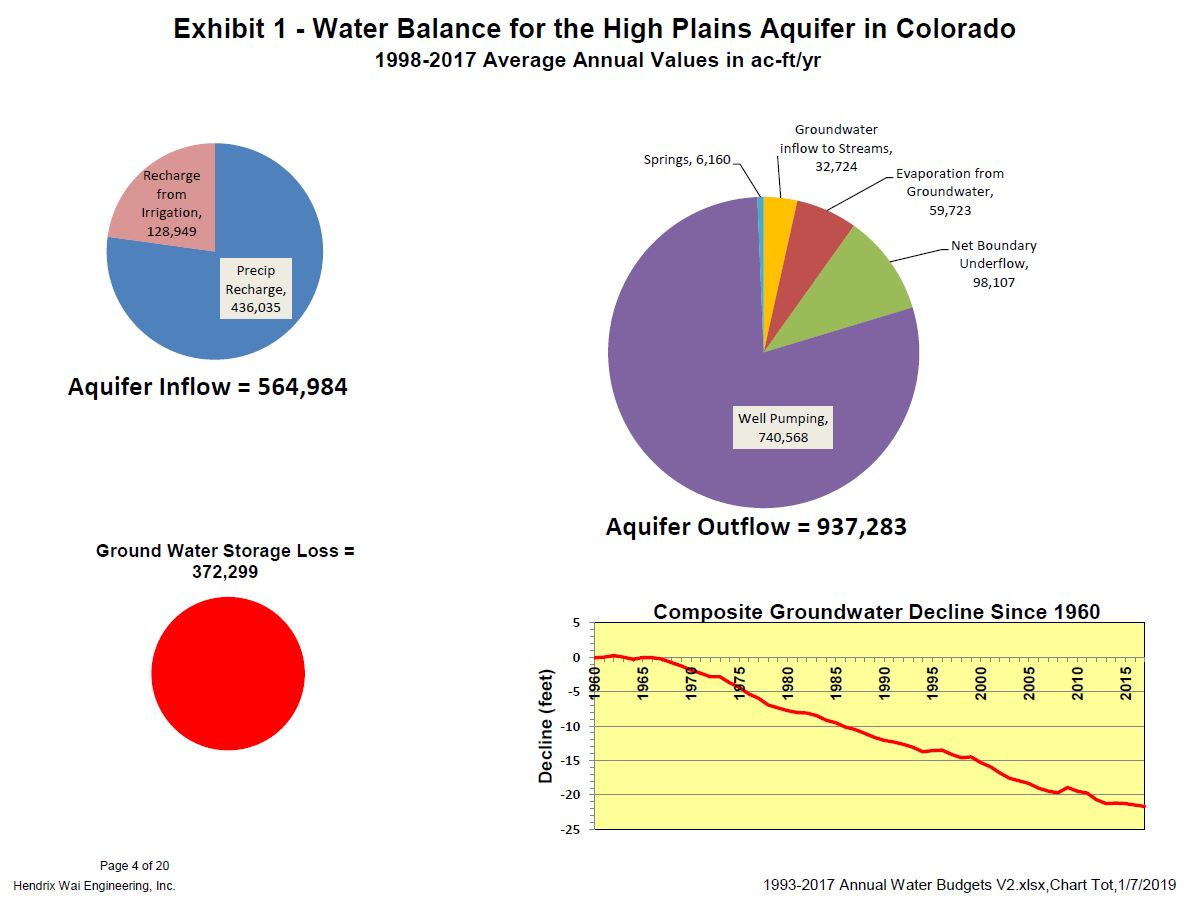 Exhibit 1 - Water Balance for the High Plains Aquifer in Colorado
1998-2017 Average Annual Values in ac-ft/yr
Recharge
from
Irrigation,
128,949
Precip
Recharge,
436,035
Aquifer Inflow = 564,984
Springs, 6,160
Groundwater
inflow to Streams,
32,724
Evaporation from
Groundwater,
59,723
Net Boundary
Underflow,
98,107
Well Pumping,
740,568
Aquifer Outflow = 937,283
Ground Water Storage Loss =
372,299
Composite Groundwater Decline Since 1960
Decline (feet)
5
0
-5
-10
-15
-20
-25
1960
1965
1970
1975
1980
1985
1990
1995
2000
2005
2010
2015
Page 4 of 20
Hendrix Wai Engineering, Inc.
1993-2017 Annual Water Budgets V2.xlsx,Chart Tot,1/7/2019